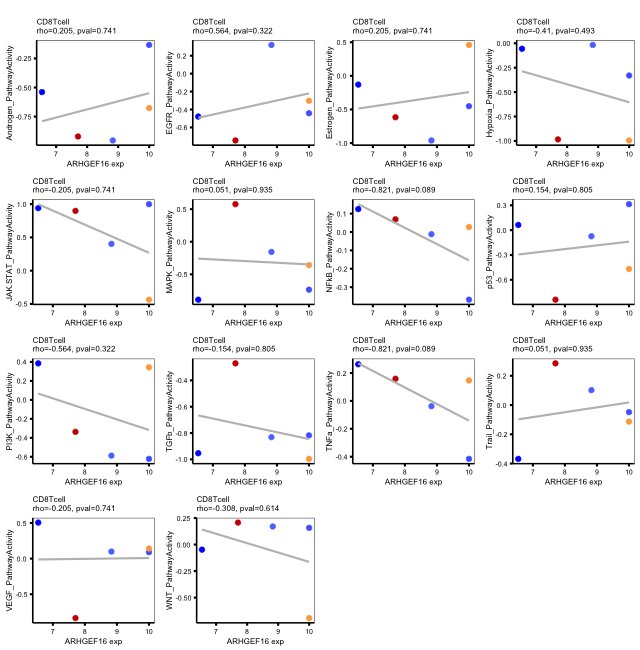 CD8Tcell
rho=0.205, pval=0.741
Androgen_PathwayActivity
-0.25
-0.50
-0.75
7 8 9 10
ARHGEF16 exp
CD8Tcell
rho=0.564, pval=0.322
EGFR_PathwayActivity
0.2
0.0
-0.2
-0.4
-0.6
7 8 9 10
ARHGEF16 exp
CD8Tcell
rho=0.205, pval=0.741
Estrogen_PathwayActivity
0.5
0.0
-0.5
-1.0
7 8 9 10
ARHGEF16 exp
CD8Tcell
rho=-0.41, pval=0.493
Hypoxia_PathwayActivity
0.00
-0.25
-0.50
-0.75
-1.00
7 8 9 10
ARHGEF16 exp
CD8Tcell
rho=-0.205, pval=0.741
JAK.STAT_PathwayActivity
1.0
0.5
0.0
-0.5
7 8 9 10
ARHGEF16 exp
CD8Tcell
rho=0.051, pval=0.935
MAPK_PathwayActivity
0.5
0.0
-0.5
7 8 9 10
ARHGEF16 exp
CD8Tcell
rho=-0.821, pval=0.089
NFkB_PathwayActivity
0.1
0.0
-0.1
-0.2
-0.3
7 8 9 10
ARHGEF16 exp
CD8Tcell
rho=0.154, pval=0.805
p53_PathwayActivity
0.3
0.0
-0.3
-0.6
7 8 9 10
ARHGEF16 exp
CD8Tcell
rho=-0.564, pval=0.322
PI3K_PathwayActivity
0.4
0.2
0.0
-0.2
-0.4
-0.6
7 8 9 10
ARHGEF16 exp
CD8Tcell
rho=-0.154, pval=0.805
TGFb_PathwayActivity
-0.4
-0.6
-0.8
-1.0
7 8 9 10
ARHGEF16 exp
CD8Tcell
rho=-0.821, pval=0.089
TNFa_PathwayActivity
0.2
0.0
-0.2
-0.4
7 8 9 10
ARHGEF16 exp
CD8Tcell
rho=0.051, pval=0.935
Trail_PathwayActivity
0.2
0.0
-0.2
-0.4
7 8 9 10
ARHGEF16 exp
CD8Tcell
rho=-0.205, pval=0.741
VEGF_PathwayActivity
0.5
0.0
-0.5
7 8 9 10
ARHGEF16 exp
CD8Tcell
rho=-0.308, pval=0.614
WNT_PathwayActivity
0.25
0.00
-0.25
-0.50
7 8 9 10
ARHGEF16 exp